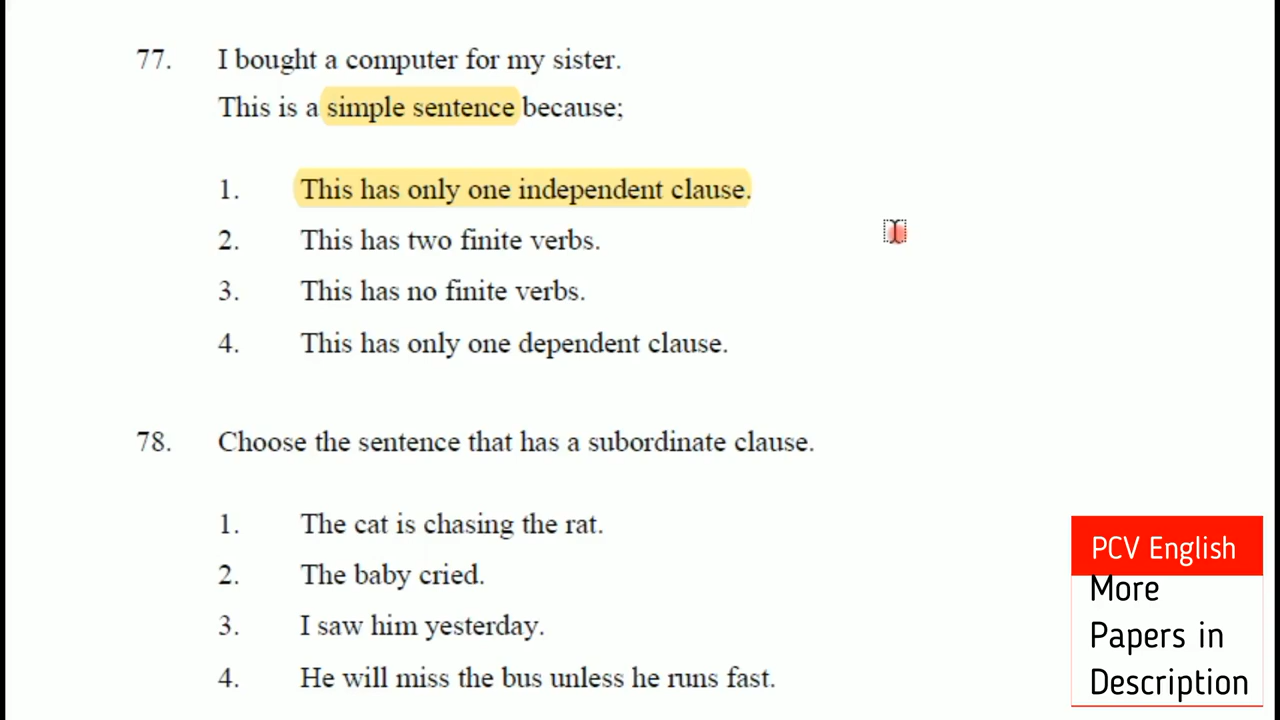 77. I bought a computer for my sister.
This is a simple sentence because;
1. This has only one independent clause.
2. This has two finite verbs.
3. This has no finite verbs.
4. This has only one dependent clause.
78. Choose the sentence that has a subordinate clause.
1. The cat is chasing the rat.
2. The baby cried.
3. I saw him yesterday.
4. He will miss the bus unless he runs fast.
PCV English
More
Papers in
Description